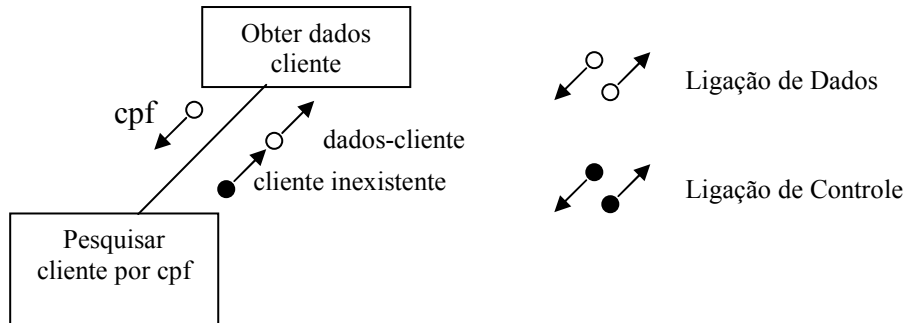 Obter dados
cliente
cpf
dados-cliente
cliente inexistente
Pesquisar
cliente por cpf
Ligação de Dados
Ligação de Controle